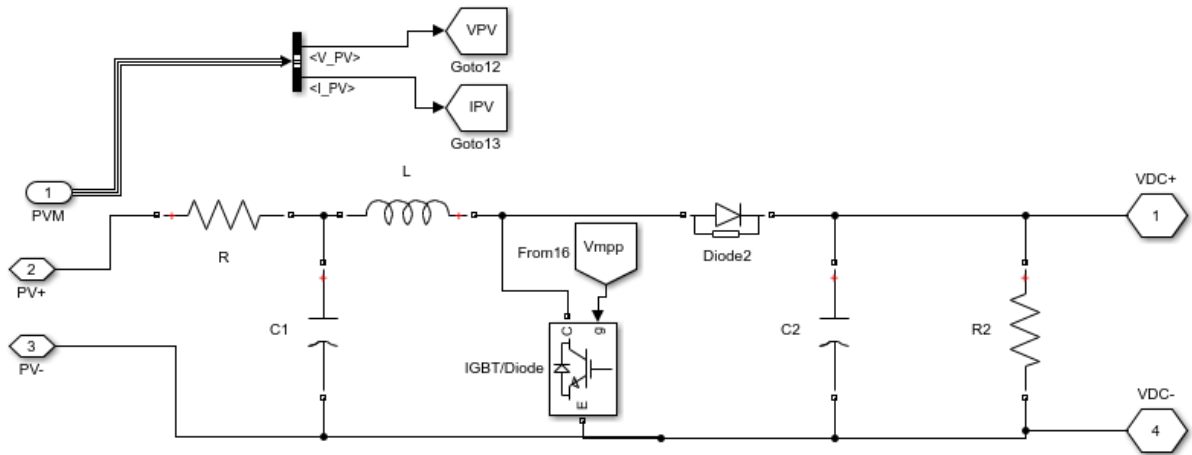 VPV
<V_PV>
Goto12
<I_PV>
IPV
Goto13
1
PVM
L
VDC+
1
R
From16
Vmpp
Diode2
2
PV+
C1
C
g
C2
R2
3
PV-
IGBT/Diode
E
VDC-
4